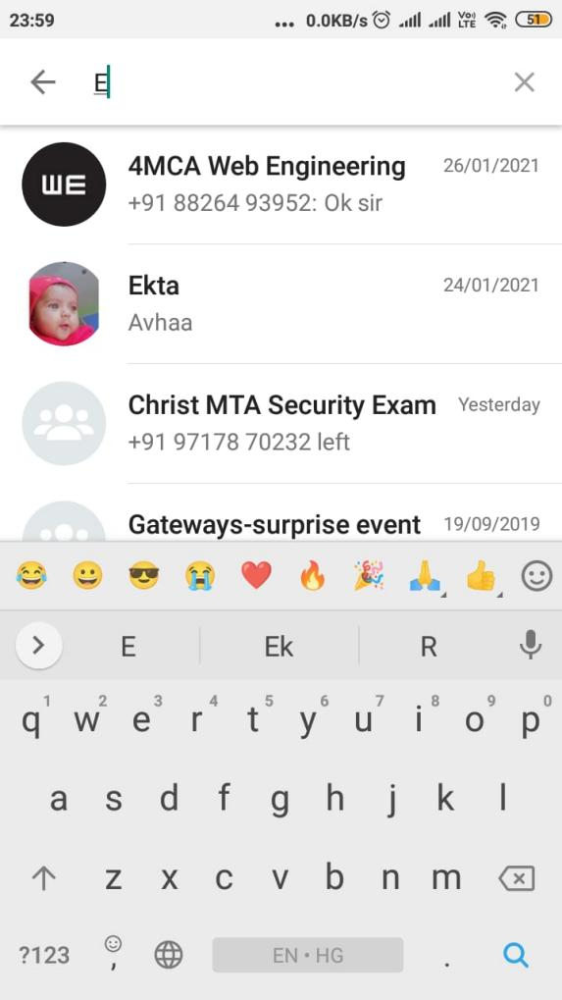 23:59 ... 0.0KB/s Vo) LTE 51
E
4MCA Web Engineering 26/01/2021
WE
+91 88264 93952: Ok sir
Ekta 24/01/2021
Avhaa
Christ MTA Security Exam Yesterday
+91 97178 70232 left
Gateways-surprise event 19/09/2019
E Ek R
1 2 3 4 5 6 7 8 9 0
q w e r t y u i o p
a s d f g h j k l
z x c v b n m
?123 , EN • HG .